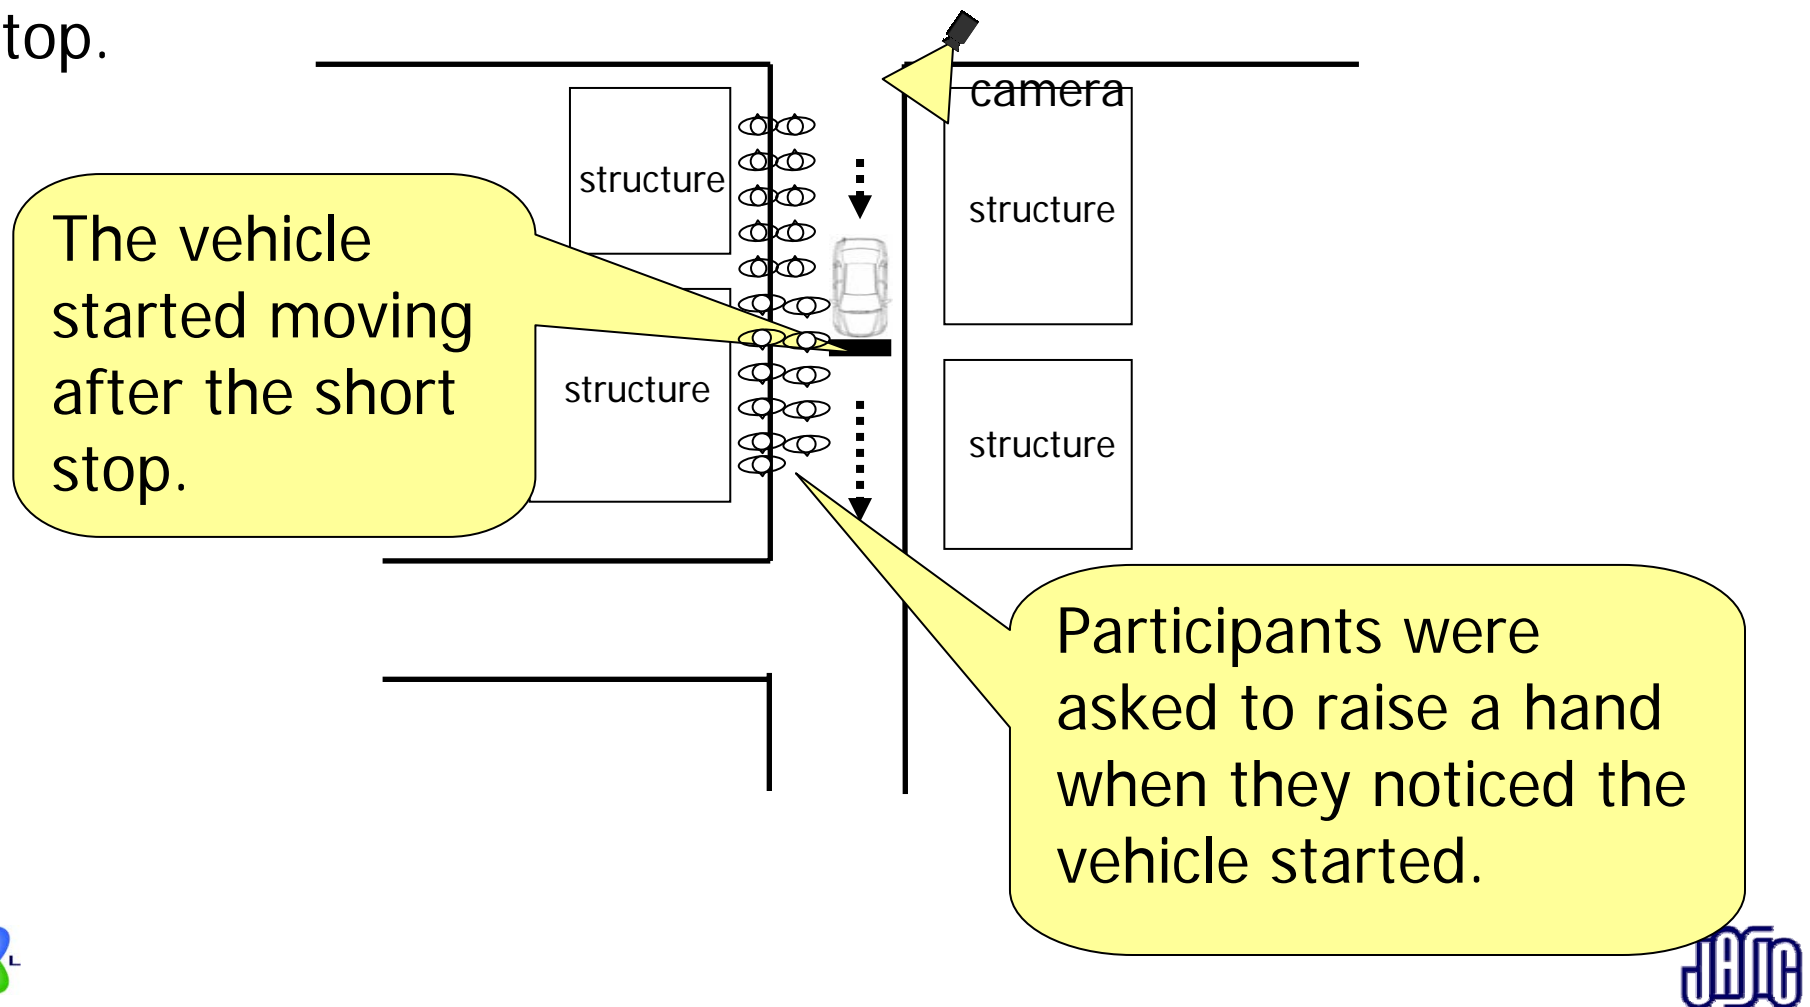 top.
camera
structure
structure
The vehicle
started moving
after the short
stop.
structure
structure
Participants were
asked to raise a hand
when they noticed the
vehicle started.
L
JASIC